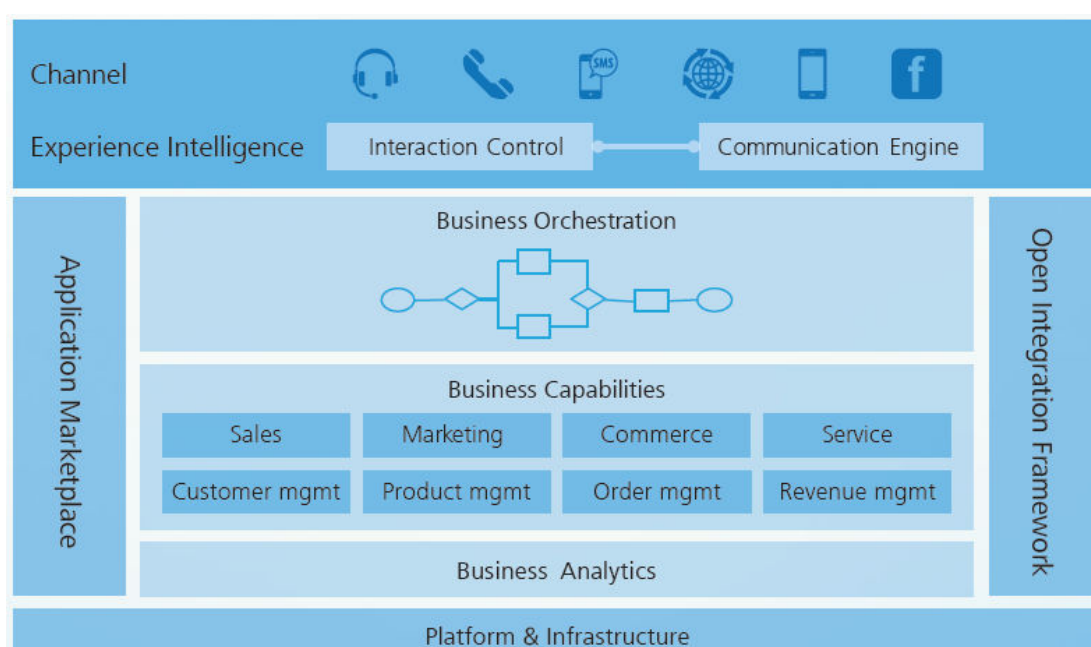 Channel
SMS
f
Experience Intelligence
Interaction Control
Communication Engine
Application Marketplace
Business Orchestration
Business Capabilities
Sales
Marketing
Commerce
Service
Customer mgmt
Product mgmt
Order mgmt
Revenue mgmt
Business Analytics
Open Integration Framework
Platform & Infrastructure